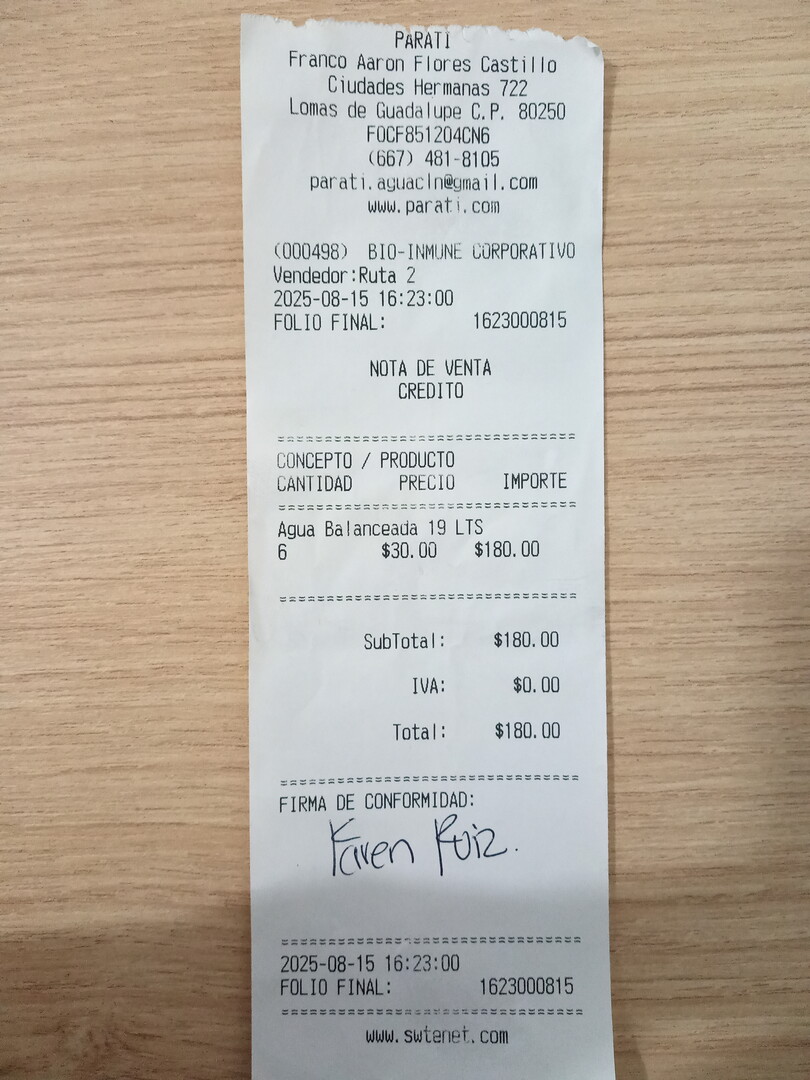 PARATI
Franco Aaron Flores Castillo
Ciudades Hermanas 722
Lomas de Guadalupe C.P. 80250
FOCF851204CN6
(667) 481-8105
parati.aguacln@gmail.com
www.parati.com
(000498) BIO-INMUNE CORPORATIVO
Vendedor:Ruta 2
2025-08-15 16:23:00
FOLIO FINAL: 1623000815
NOTA DE VENTA
CREDITO
==============================
CONCEPTO / PRODUCTO
CANTIDAD PRECIO IMPORTE
==============================
Agua Balanceada 19 LTS
6 $30.00 $180.00
==============================
SubTotal: $180.00
IVA: $0.00
Total: $180.00
==============================
FIRMA DE CONFORMIDAD:
Karen Ruiz.
==============================
2025-08-15 16:23:00
FOLIO FINAL: 1623000815
==============================
www.swtenet.com